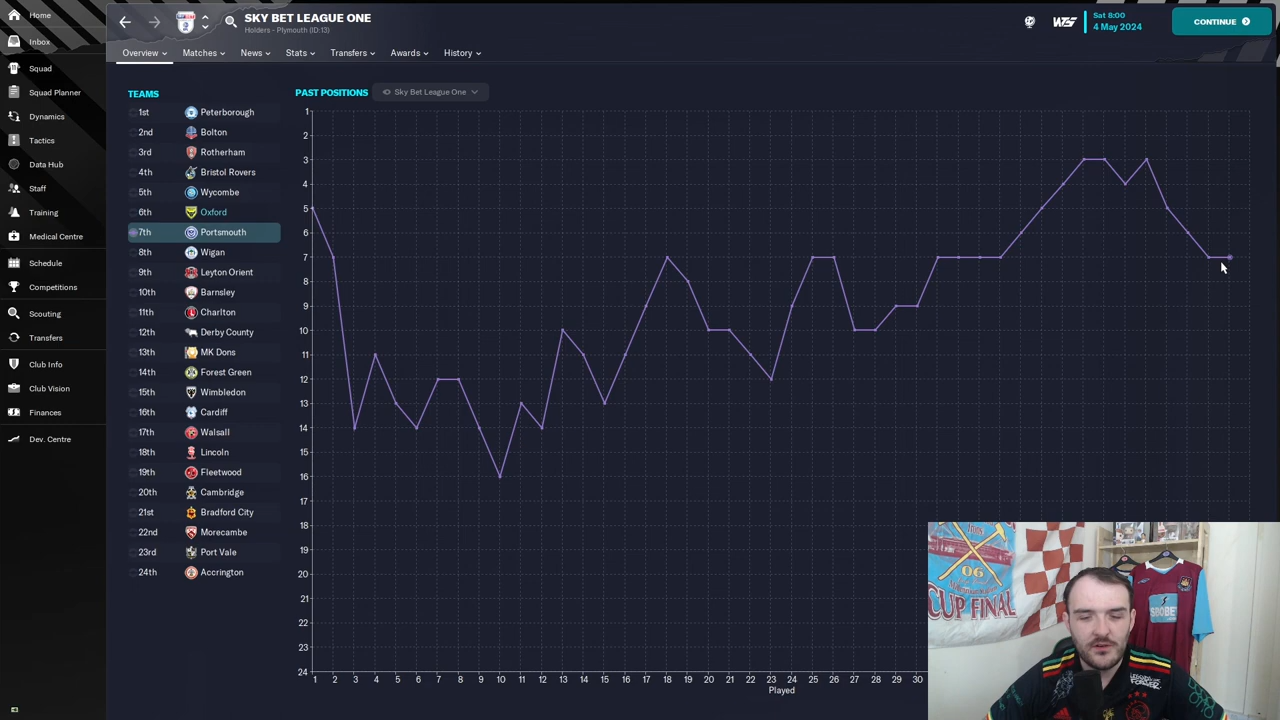 Home
Inbox
Squad
Squad Planner
Dynamics
Tactics
Data Hub
Staff
Training
Medical Centre
Schedule
Competitions
Scouting
Transfers
Club Info
Club Vision
Finances
Dev. Centre
SKY BET LEAGUE ONE
Holders - Plymouth (ID:13)
Sat 8:00
4 May 2024
CONTINUE
Overview Matches News Stats Transfers Awards History
TEAMS
1st Peterborough
2nd Bolton
3rd Rotherham
4th Bristol Rovers
5th Wycombe
6th Oxford
7th Portsmouth
8th Wigan
9th Leyton Orient
10th Barnsley
11th Charlton
12th Derby County
13th MK Dons
14th Forest Green
15th Wimbledon
16th Cardiff
17th Walsall
18th Lincoln
19th Fleetwood
20th Cambridge
21st Bradford City
22nd Morecambe
23rd Port Vale
24th Accrington
PAST POSITIONS Sky Bet League One
1
2
3
4
5
6
7
8
9
10
11
12
13
14
15
16
17
18
19
20
21
22
23
24
1 2 3 4 5 6 7 8 9 10 11 12 13 14 15 16 17 18 19 20 21 22 23 24 25 26 27 28 29 30
Played
06
CUP FINAL
SBOBET